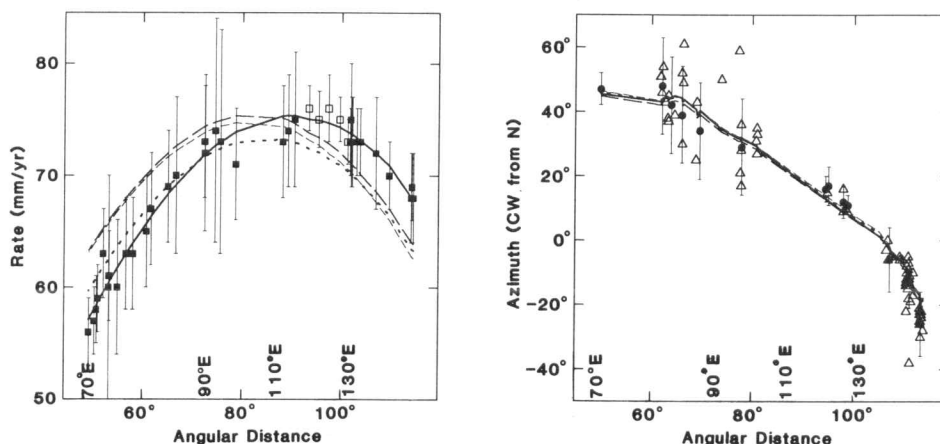 80
70
60
50
Rate (mm/yr)
70°E
90°E
110°E
130°E
60°
80°
100°
Angular Distance
60°
40°
20°
0°
-20°
-40°
Azimuth (CW from N)
70°E
90°E
110°E
130°E
60°
80°
100°
Angular Distance